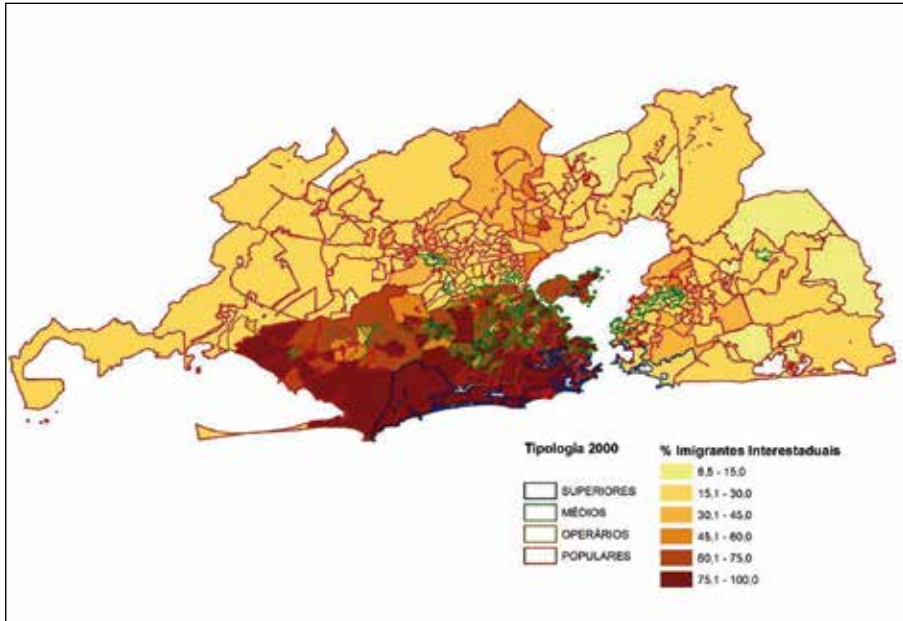 Tipologia 2000
SUPERIORES
MÉDIOS
OPERÁRIOS
POPULARES
% Imigrantes Interestaduais
6,5 - 15,0
15,1 - 30,0
30,1 - 45,0
45,1 - 60,0
60,1 - 75,0
75,1 - 100,0